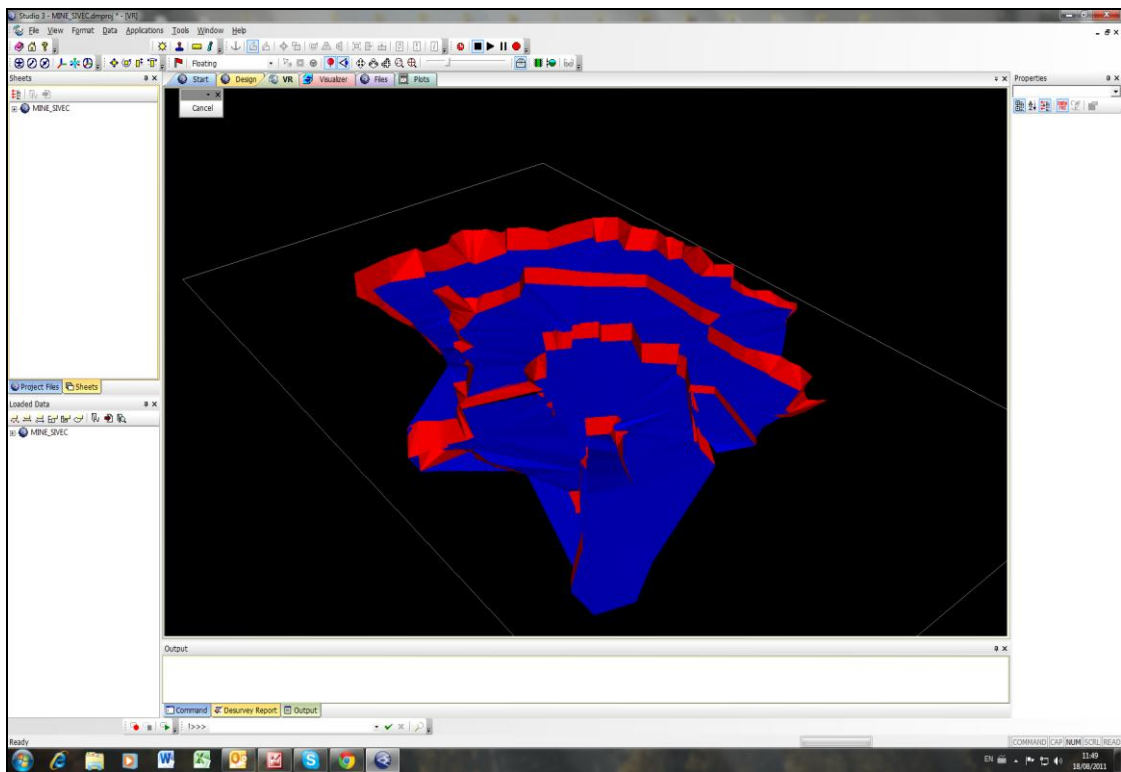 Studio 3 - MINE_SIVEC.dmproj * - [VR]
File View Format Data Applications Tools Window Help
Floating
Sheets
Start Design VR Visualizer Files Plots
Properties
Cancel
MINE_SIVEC
Project Files Sheets
Loaded Data
MINE_SIVEC
Output
Command Desurvey Report Output
!>>>
Ready
COMMAND CAP NUM SCRL READ
EN
11:49
18/08/2011